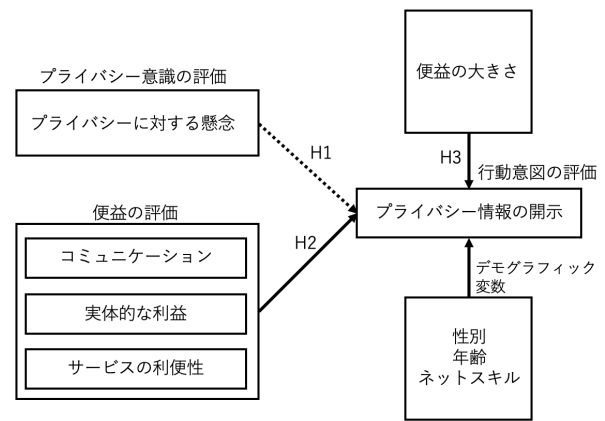 プライバシー意識の評価
プライバシーに対する懸念
H1
便益の評価
コミュニケーション
実体的な利益
サービスの利便性
H2
便益の大きさ
H3
行動意図の評価
プライバシー情報の開示
デモグラフィック
変数
性別
年齢
ネットスキル